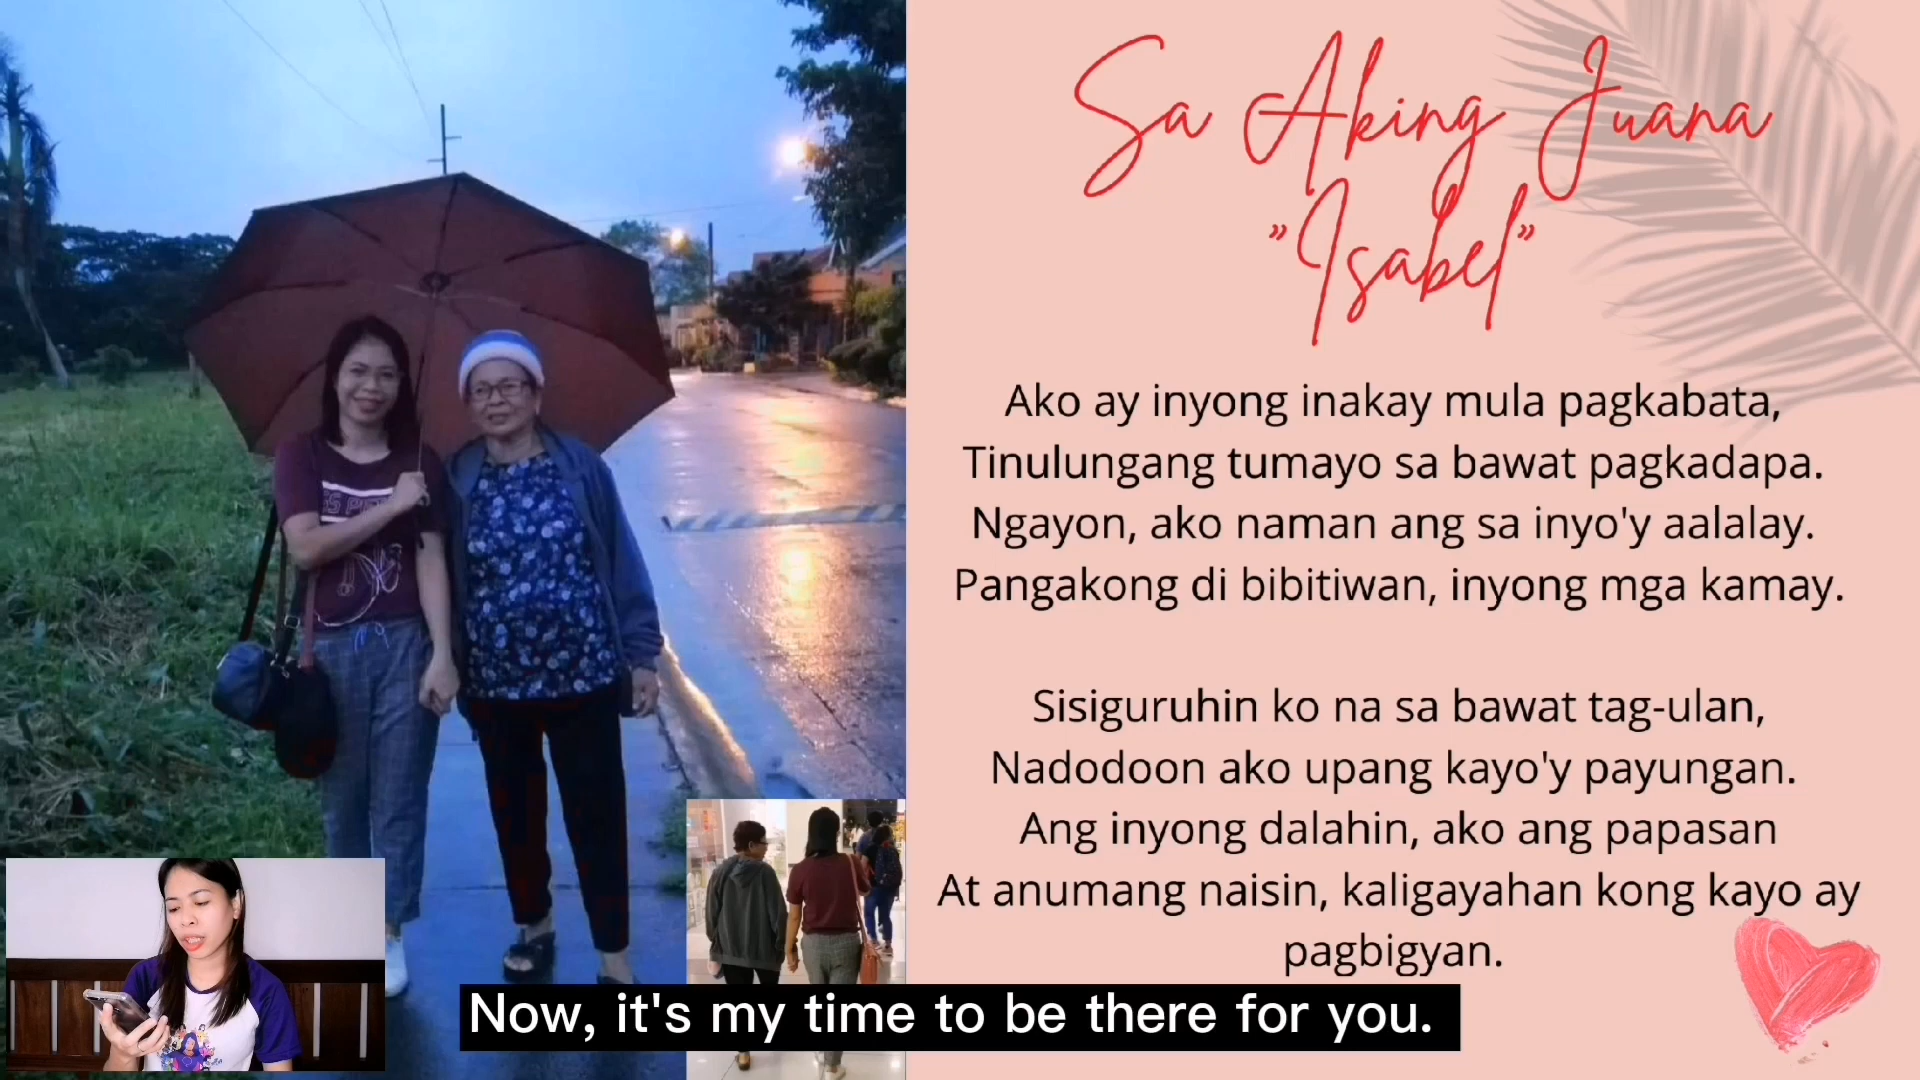 Sa Aking Juana
"Isabel"
Ako ay inyong inakay mula pagkabata,
Tinulungang tumayo sa bawat pagkadapa.
Ngayon, ako naman ang sa inyo'y aalalay.
Pangakong di bibitiwan, inyong mga kamay.
Sisiguruhin ko na sa bawat tag-ulan,
Nadodoon ako upang kayo'y payungan.
Ang inyong dalahin, ako ang papasan
At anumang naisin, kaligayahan kong kayo ay
pagbigyan.
Now, it's my time to be there for you.